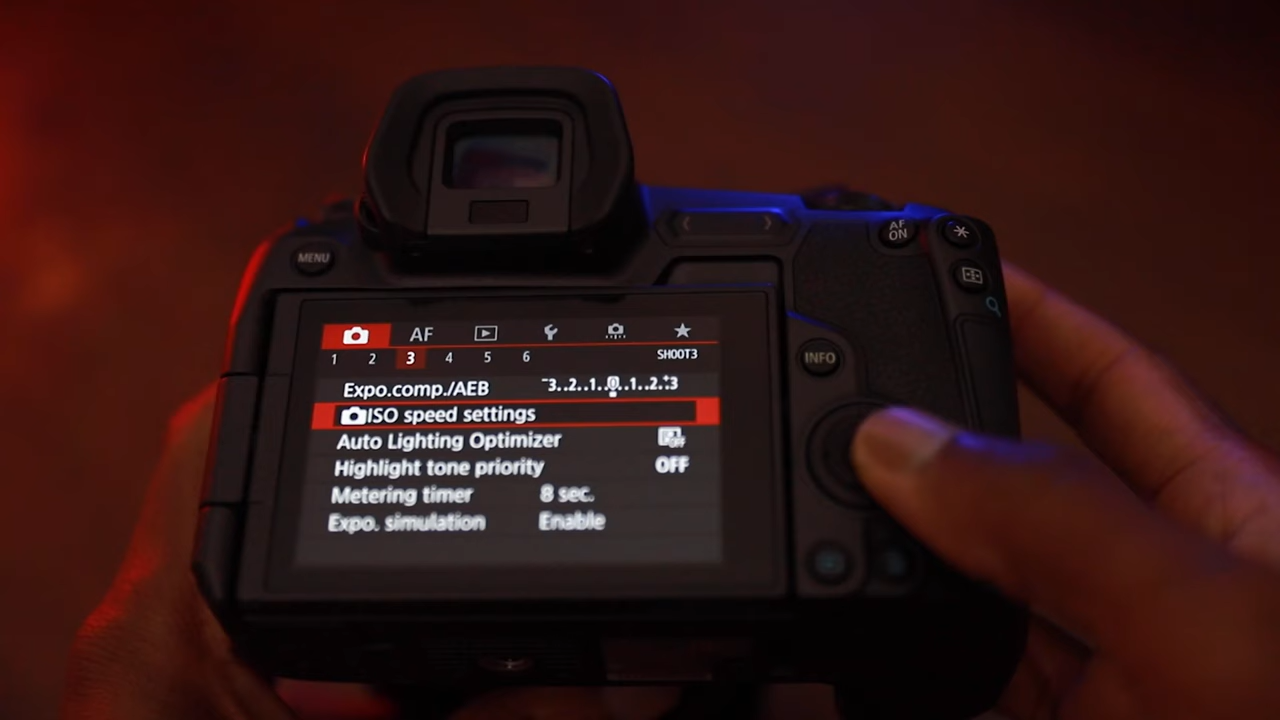 MENU
AF
ON
INFO
AF
1 2 3 4 5 6 SHOOT3
Expo.comp./AEB -3..2..1..0..1..2.:+3
ISO speed settings
Auto Lighting Optimizer OFF
Highlight tone priority OFF
Metering timer 8 sec.
Expo. simulation Enable